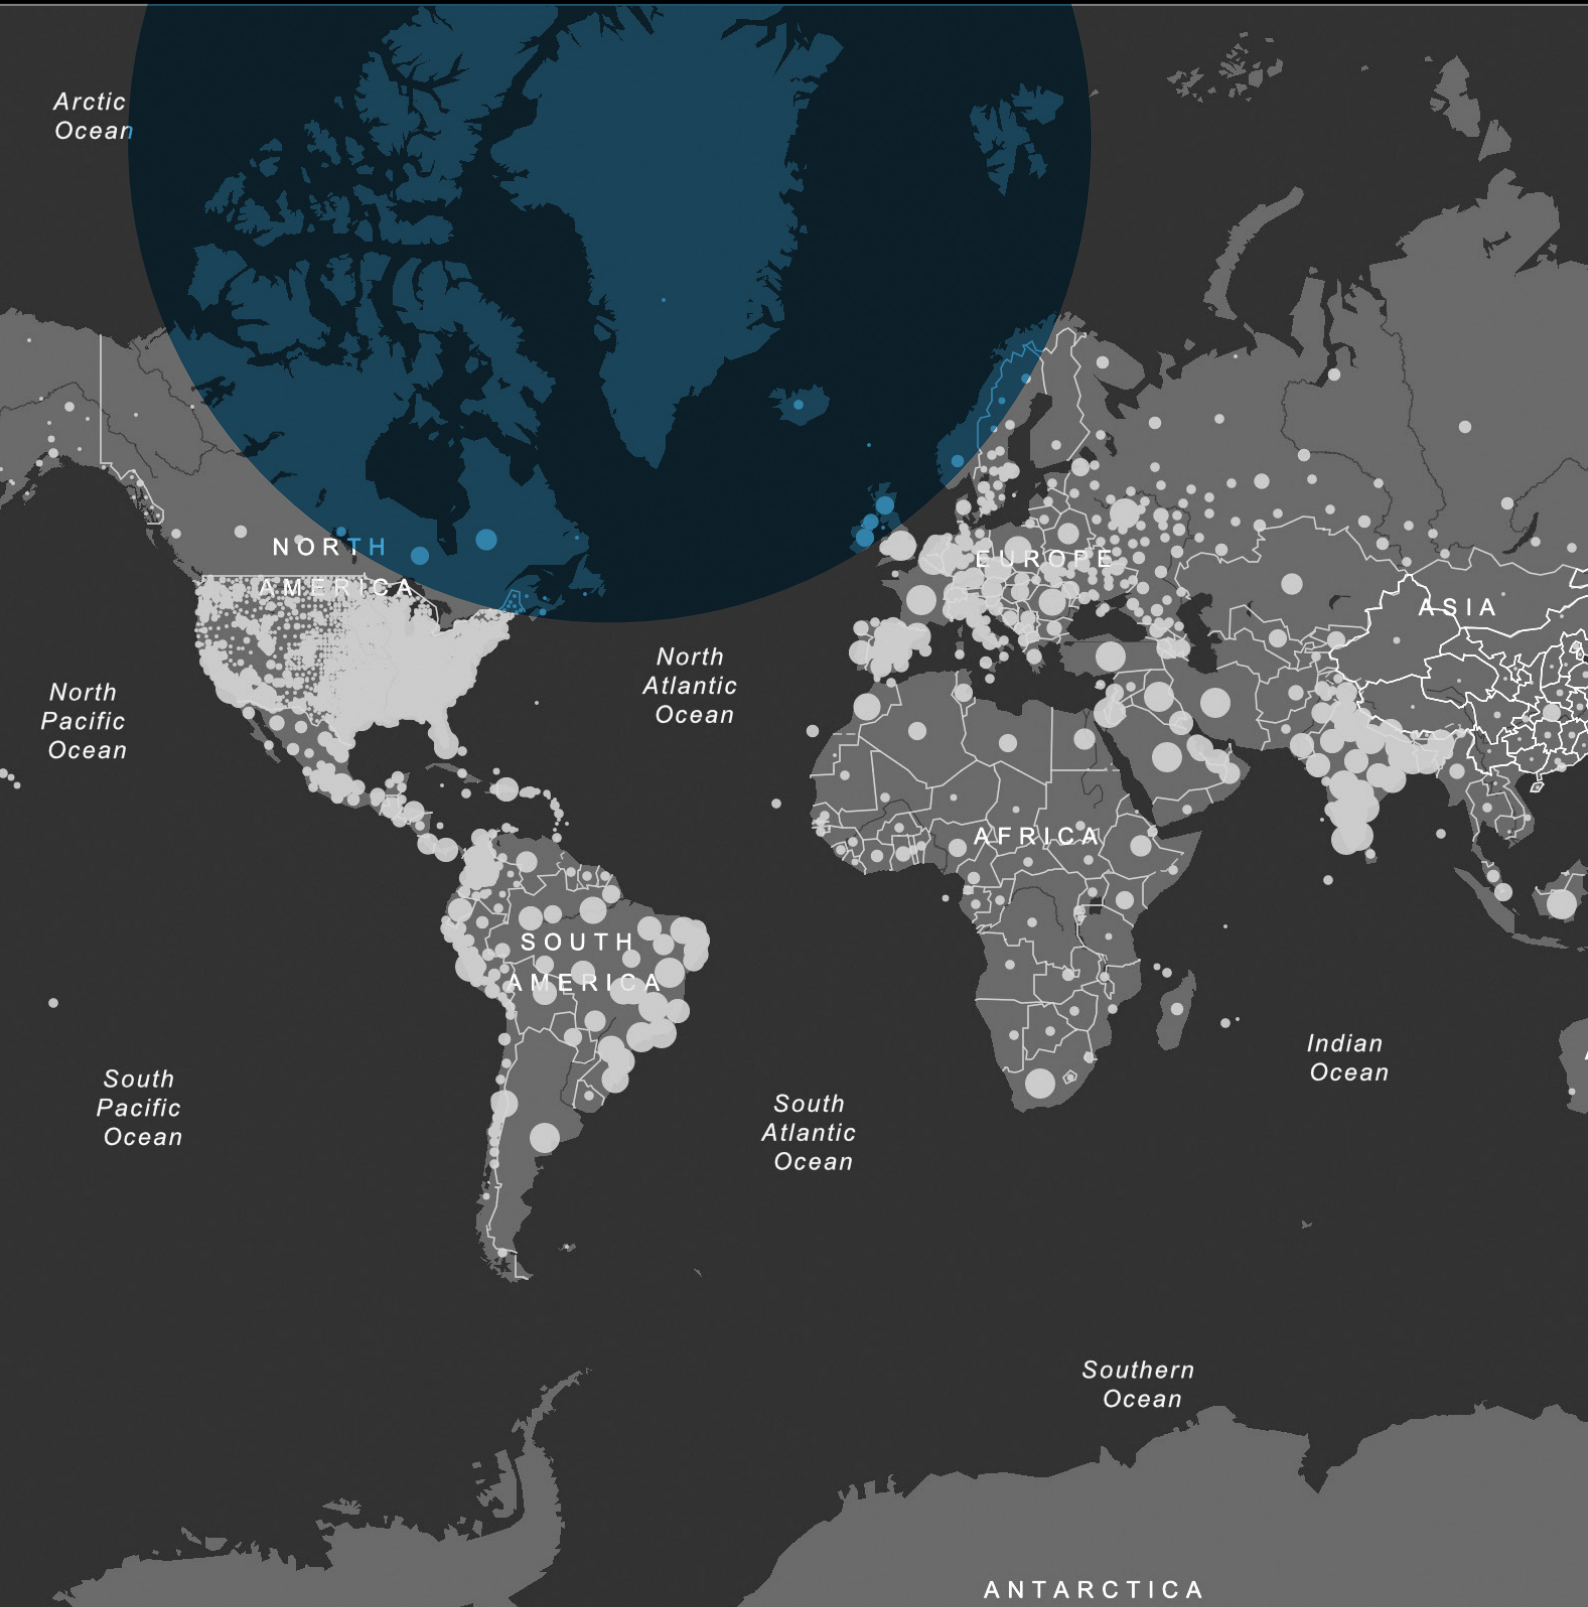 Arctic
Ocean
NORTH
AMERICA
EUROPE
ASIA
North
Atlantic
Ocean
North
Pacific
Ocean
AFRICA
SOUTH
AMERICA
Indian
Ocean
South
Pacific
Ocean
South
Atlantic
Ocean
Southern
Ocean
ANTARCTICA